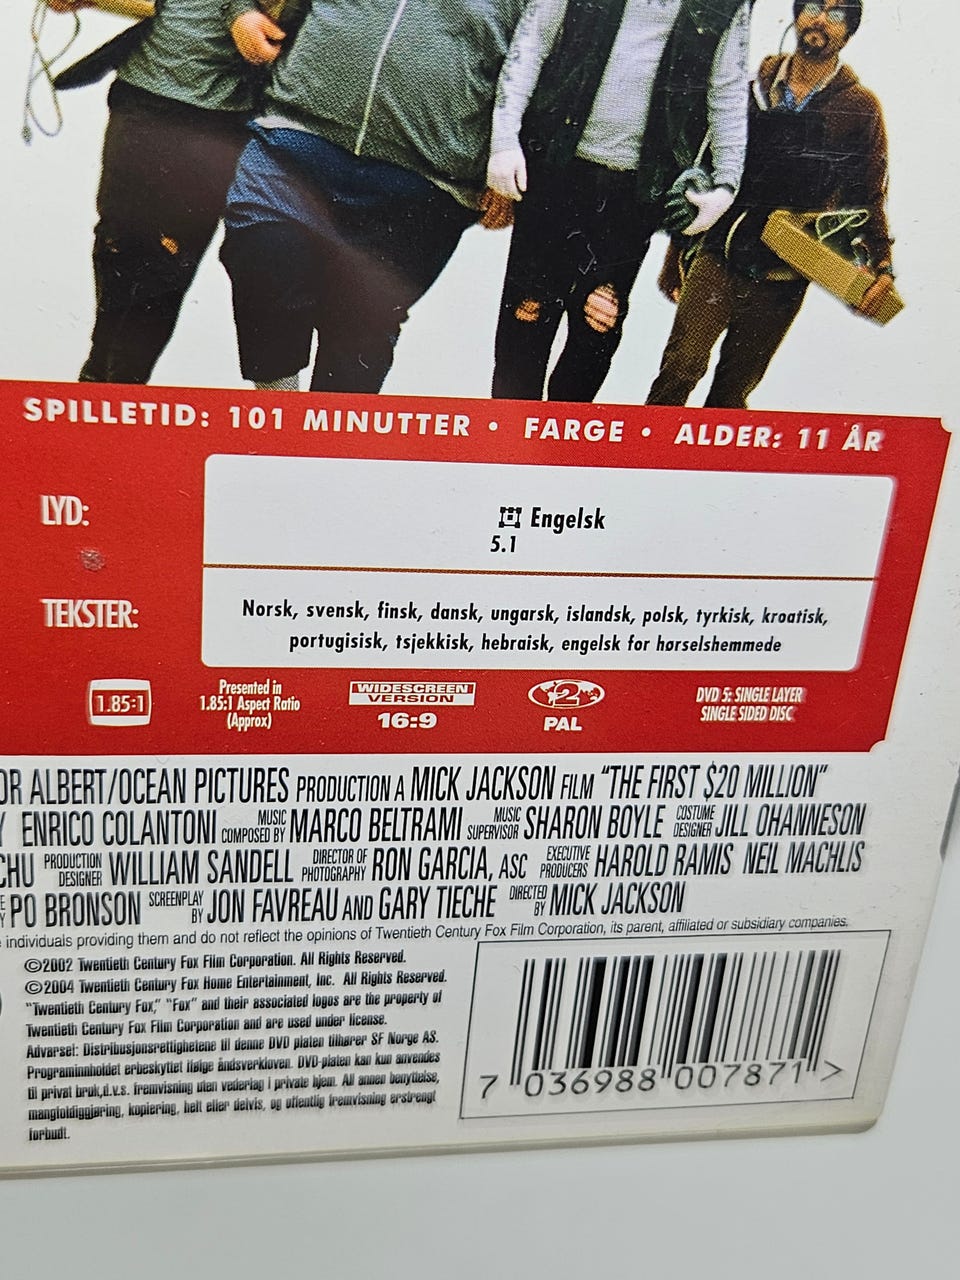 SPILLETID: 101 MINUTTER • FARGE • ALDER: 11 ÅR
LYD:
Engelsk
5.1
TEKSTER:
Norsk, svensk, finsk, dansk, ungarsk, islandsk, polsk, tyrkisk, kroatisk,
portugisisk, tsjekkisk, hebraisk, engelsk for hørselshemmede
1.85:1
Presented in
1.85:1 Aspect Ratio
(Approx)
WIDESCREEN
VERSION
16:9
2
PAL
DVD 5: SINGLE LAYER
SINGLE SIDED DISC
OR ALBERT/OCEAN PICTURES PRODUCTION A MICK JACKSON FILM "THE FIRST $20 MILLION"
Y ENRICO COLANTONI MUSIC COMPOSED BY MARCO BELTRAMI MUSIC SUPERVISOR SHARON BOYLE COSTUME DESIGNER JILL OHANNESON
CHU PRODUCTION DESIGNER WILLIAM SANDELL DIRECTOR OF PHOTOGRAPHY RON GARCIA, ASC EXECUTIVE PRODUCERS HAROLD RAMIS NEIL MACHLIS
PO BRONSON SCREENPLAY BY JON FAVREAU AND GARY TIECHE DIRECTED BY MICK JACKSON
individuals providing them and do not reflect the opinions of Twentieth Century Fox Film Corporation, its parent, affiliated or subsidiary companies.
©2002 Twentieth Century Fox Film Corporation. All Rights Reserved.
©2004 Twentieth Century Fox Home Entertainment, Inc. All Rights Reserved.
"Twentieth Century Fox," "Fox" and their associated logos are the property of
Twentieth Century Fox Film Corporation and are used under license.
Advarsel: Distribusjonsrettighetene til denne DVD platen tilhører SF Norge AS.
Programinnholdet erbeskyttet ifølge åndsverkloven. DVD-platen kan kun anvendes
til privat bruk,d.v.s. fremvisning uten vederlag i private hjem. All annen benyttelse,
mangfoldiggjøring, kopiering, helt eller delvis, og offentlig fremvisning erstrengt
forbudt.
7 036988 007871 >